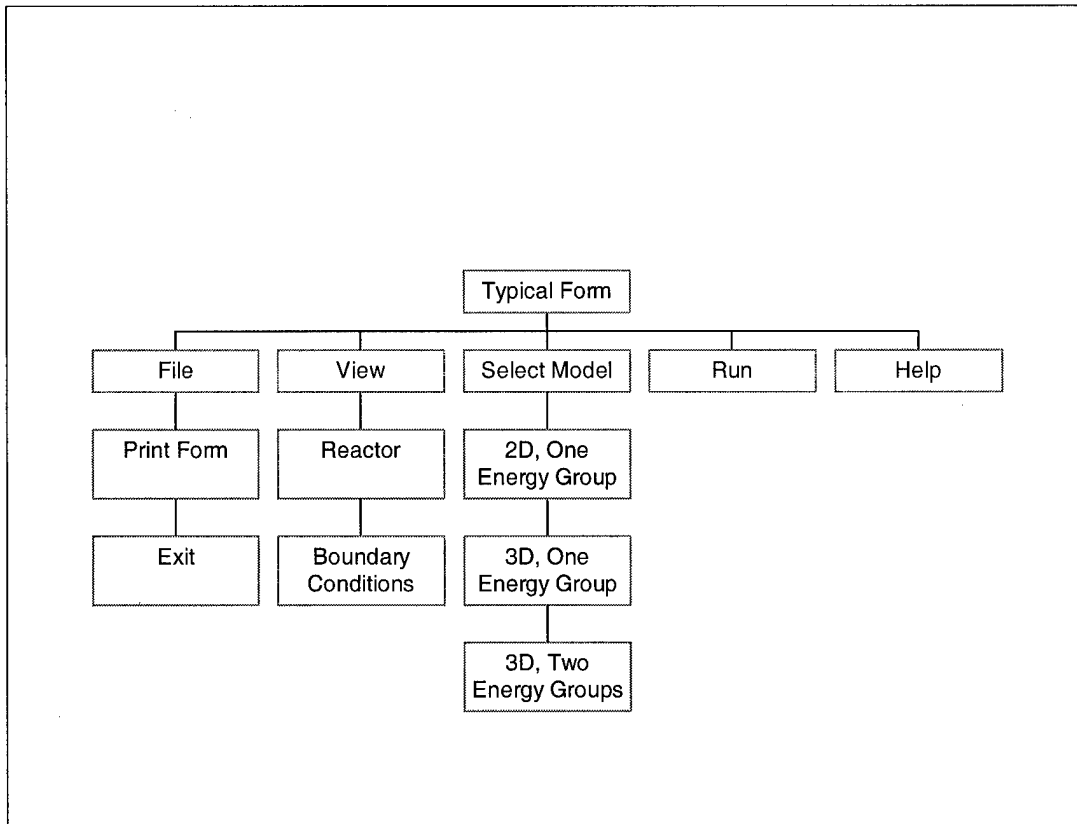 Typical Form
File
View
Select Model
Run
Help
Print Form
Reactor
2D, One
Energy Group
Exit
Boundary
Conditions
3D, One
Energy Group
3D, Two
Energy Groups